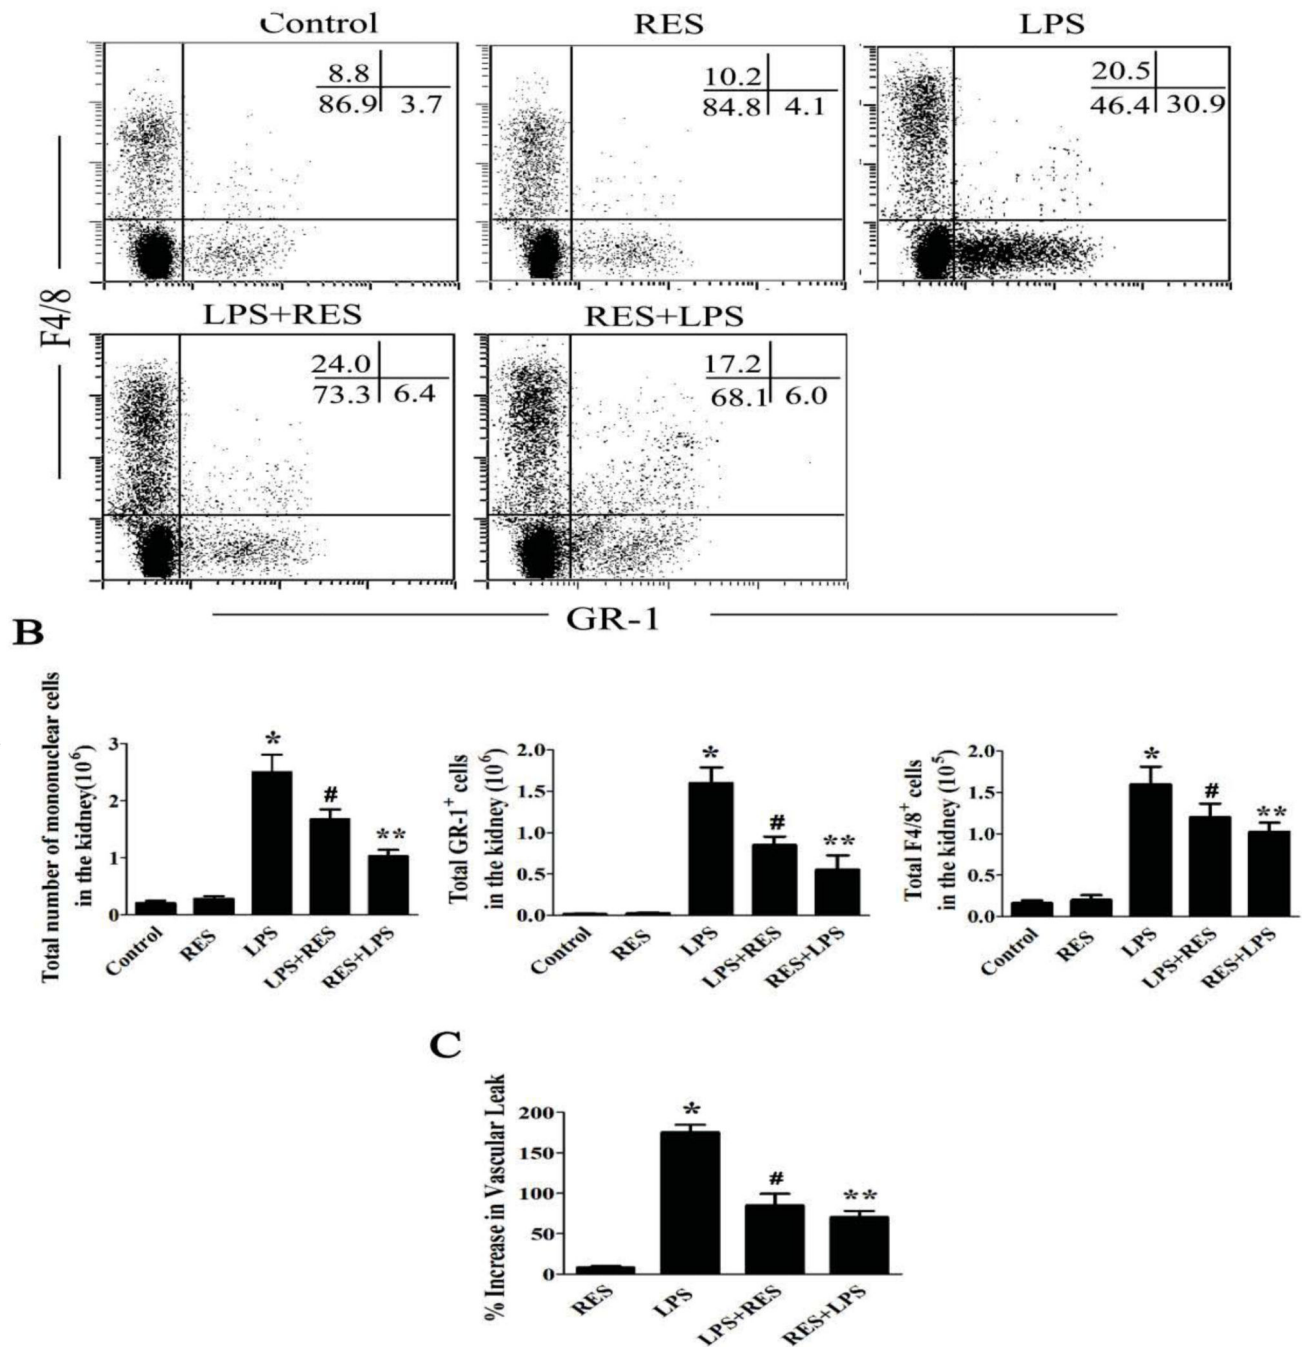 Control RES LPS
8.8
86.9 3.7
10.2
84.8 4.1
20.5
46.4 30.9
F4/8
LPS+RES RES+LPS
24.0
73.3 6.4
17.2
68.1 6.0
GR-1
B
Total number of mononuclear cells
in the kidney(10⁶)
3
2
1
0
*
#
**
Control RES LPS LPS+RES RES+LPS
Total GR-1⁺ cells
in the kidney (10⁶)
2.0
1.5
1.0
0.5
0.0
*
#
**
Control RES LPS LPS+RES RES+LPS
Total F4/8⁺ cells
in the kidney (10⁵)
2.0
1.5
1.0
0.5
0.0
*
#
**
Control RES LPS LPS+RES RES+LPS
C
% Increase in Vascular Leak
200
150
100
50
0
*
#
**
RES LPS LPS+RES RES+LPS